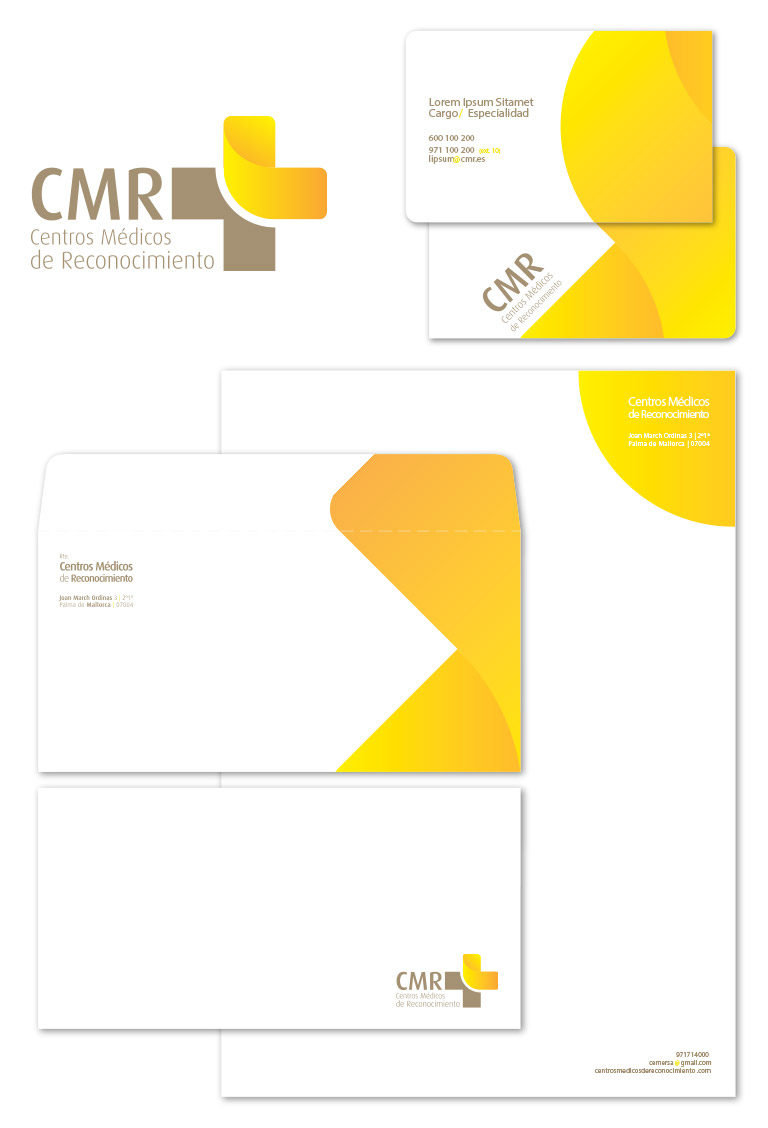 CMR
Centros Médicos
de Reconocimiento
Lorem Ipsum Sitamet
Cargo/ Especialidad
600 100 200
971 100 200 (ext. 10)
lipsum@cmr.es
CMR
Centros Médicos
de Reconocimiento
Centros Médicos
de Reconocimiento
Joan March Ordinas 3 | 2º1ª
Palma de Mallorca | 07004
Rte.
Centros Médicos
de Reconocimiento
Joan March Ordinas 3 | 2º1ª
Palma de Mallorca | 07004
CMR
Centros Médicos
de Reconocimiento
971714000
cemersa@gmail.com
centrosmedicosdereconocimiento.com